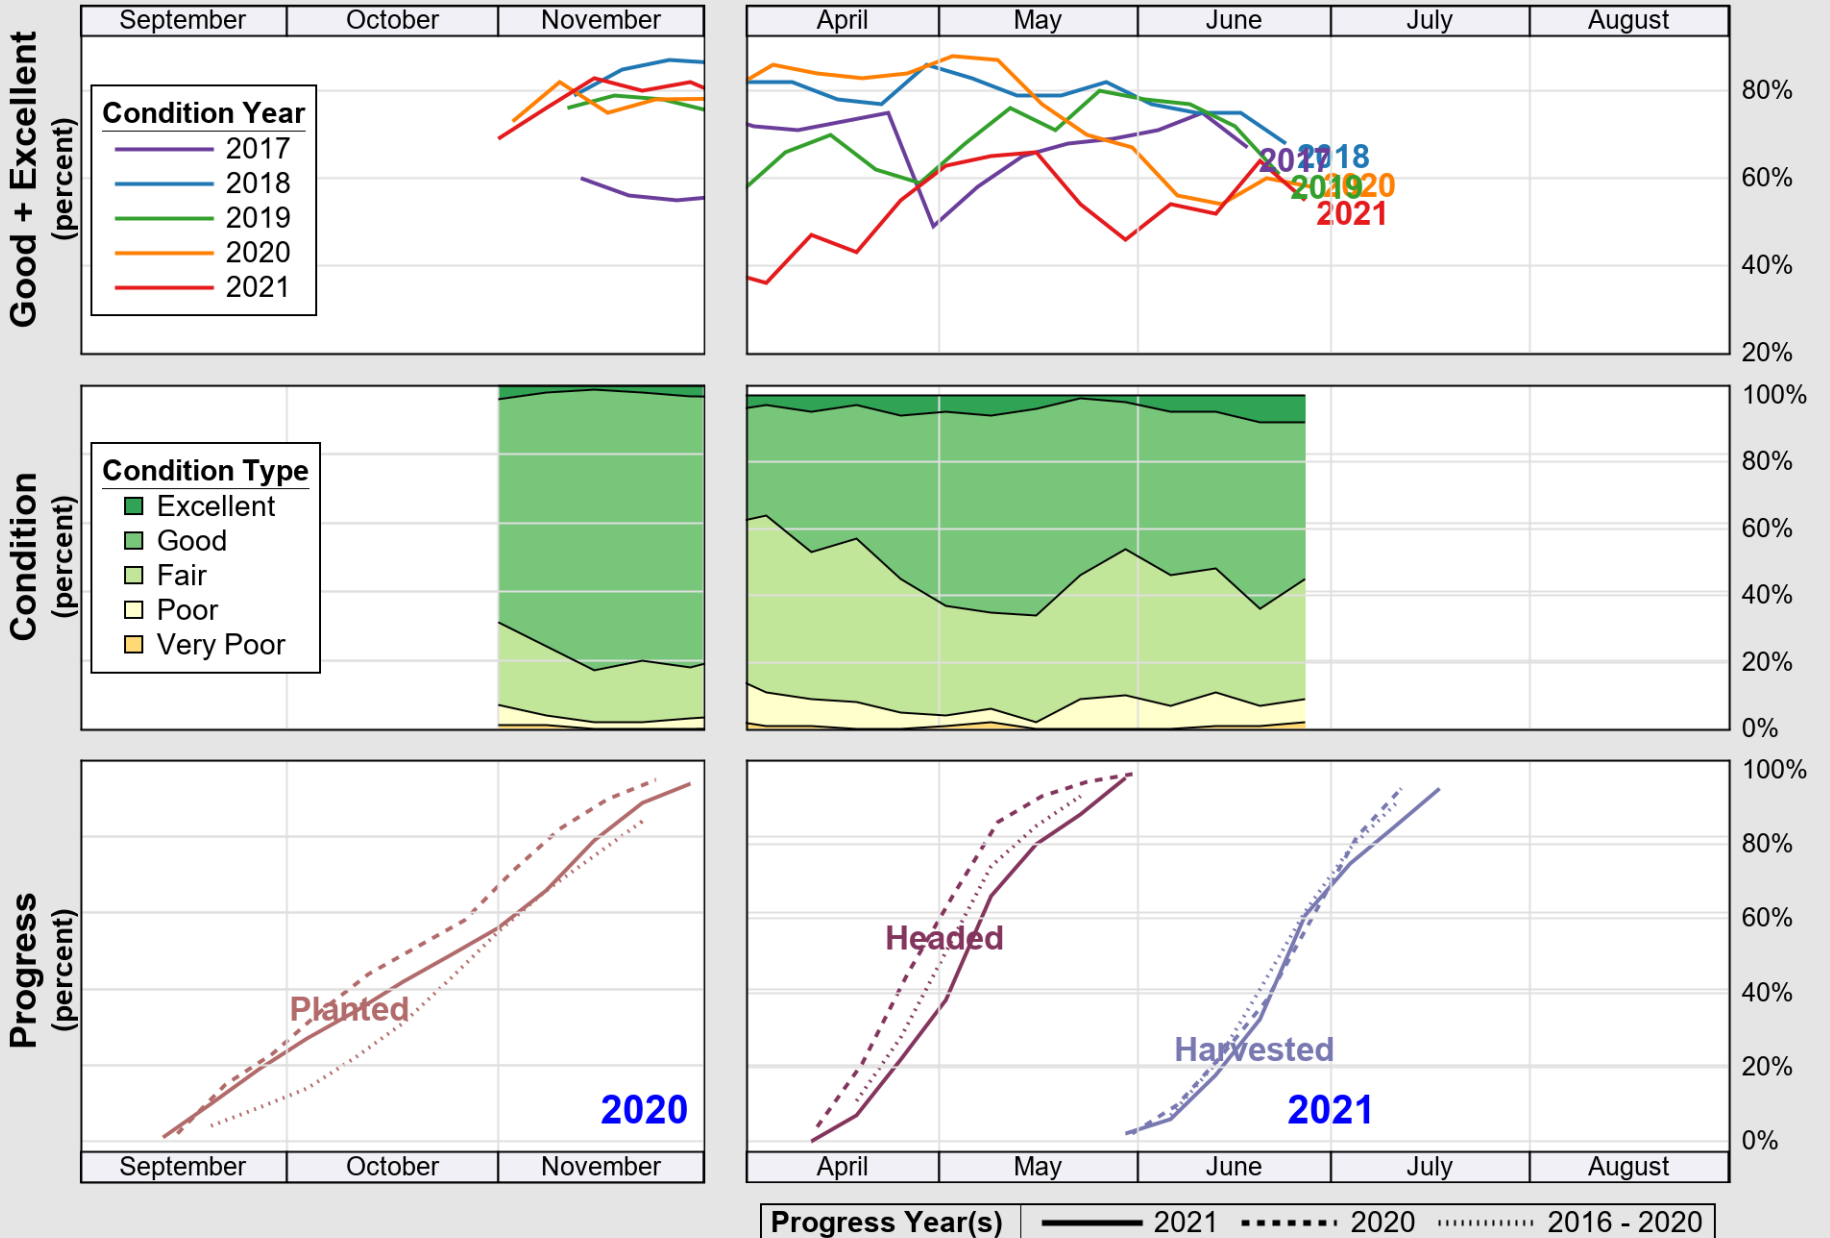 September October November April May June July August
Good + Excellent
(percent)
Condition Year
2017
2018
2019
2020
2021
2017
2018
2019
2020
2021
80%
60%
40%
20%
Condition
(percent)
Condition Type
Excellent
Good
Fair
Poor
Very Poor
100%
80%
60%
40%
20%
0%
Progress
(percent)
Planted
Headed
Harvested
2020
2021
100%
80%
60%
40%
20%
0%
September October November April May June July August
Progress Year(s) 2021 2020 2016 - 2020